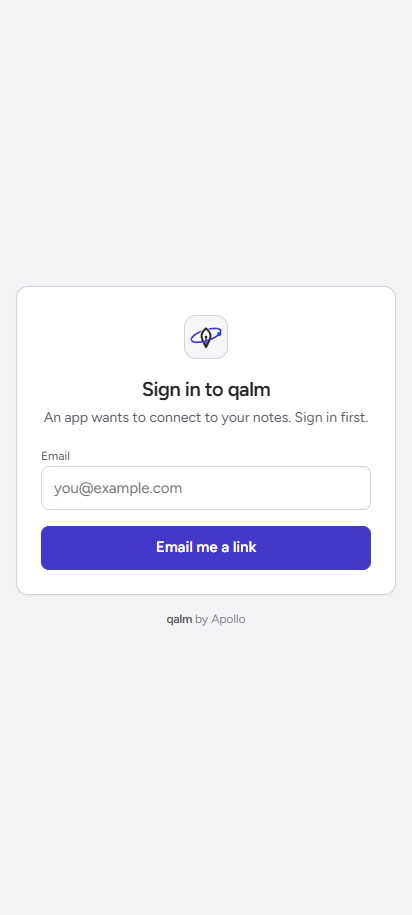 Sign in to qalm
An app wants to connect to your notes. Sign in first.
Email
you@example.com
Email me a link
qalm by Apollo